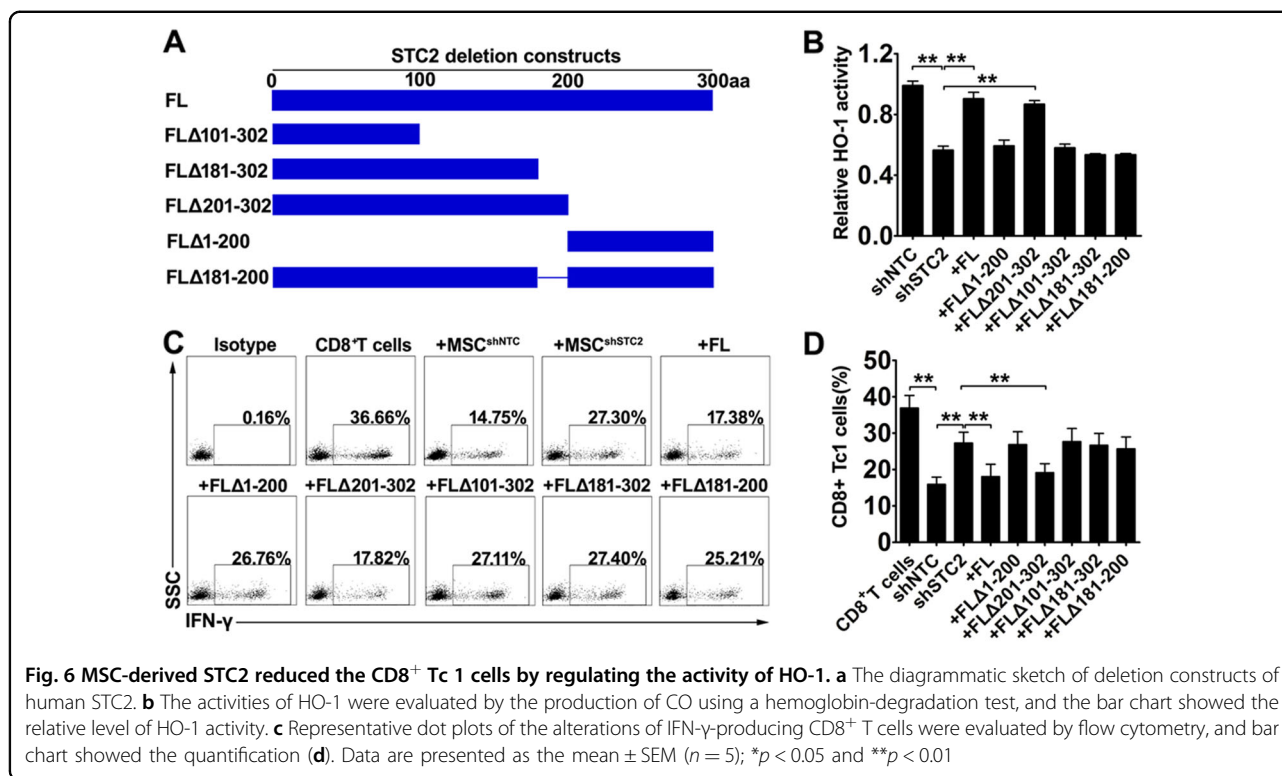 A
STC2 deletion constructs
0 100 200 300aa
FL
FLΔ101-302
FLΔ181-302
FLΔ201-302
FLΔ1-200
FLΔ181-200
B
Relative HO-1 activity
1.2
0.8
0.4
0.0
** **
**
shNTC
shSTC2
+FL
+FLΔ1-200
+FLΔ201-302
+FLΔ101-302
+FLΔ181-302
+FLΔ181-200
C
Isotype CD8⁺T cells +MSCshNTC +MSCshSTC2 +FL
0.16% 36.66% 14.75% 27.30% 17.38%
+FLΔ1-200 +FLΔ201-302 +FLΔ101-302 +FLΔ181-302 +FLΔ181-200
26.76% 17.82% 27.11% 27.40% 25.21%
SSC
IFN-γ
D
CD8+ Tc1 cells(%)
50
40
30
20
10
0
** **
** **
CD8⁺T cells
shNTC
shSTC2
+FL
+FLΔ1-200
+FLΔ201-302
+FLΔ101-302
+FLΔ181-302
+FLΔ181-200
Fig. 6 MSC-derived STC2 reduced the CD8⁺ Tc 1 cells by regulating the activity of HO-1. a The diagrammatic sketch of deletion constructs of
human STC2. b The activities of HO-1 were evaluated by the production of CO using a hemoglobin-degradation test, and the bar chart showed the
relative level of HO-1 activity. c Representative dot plots of the alterations of IFN-γ-producing CD8⁺ T cells were evaluated by flow cytometry, and bar
chart showed the quantification (d). Data are presented as the mean ± SEM (n = 5); *p < 0.05 and **p < 0.01